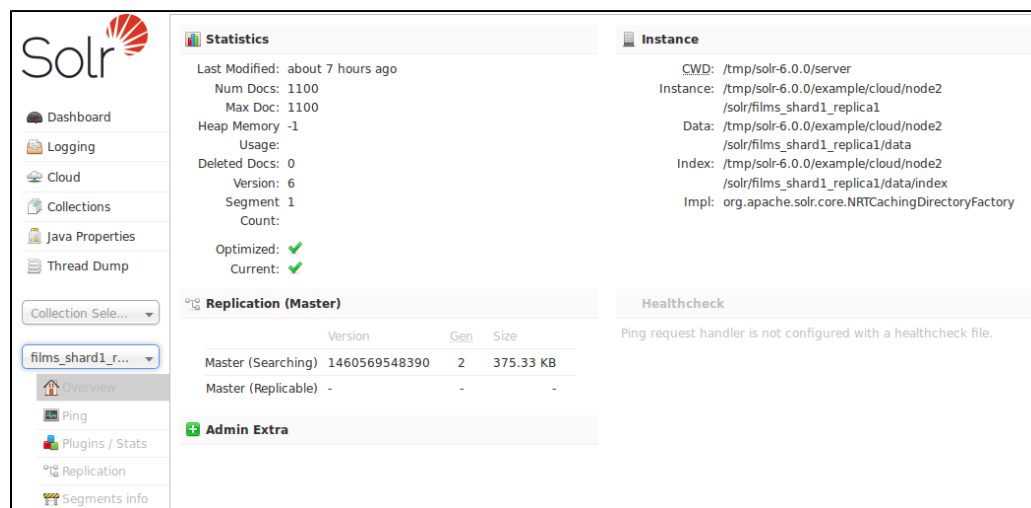 Solr
Dashboard
Logging
Cloud
Collections
Java Properties
Thread Dump
Collection Sele...
films_shard1_r...
Overview
Ping
Plugins / Stats
Replication
Segments info
Statistics
Last Modified: about 7 hours ago
Num Docs: 1100
Max Doc: 1100
Heap Memory -1
Usage:
Deleted Docs: 0
Version: 6
Segment 1
Count:
Optimized:
Current:
Instance
CWD: /tmp/solr-6.0.0/server
Instance: /tmp/solr-6.0.0/example/cloud/node2
/solr/films_shard1_replica1
Data: /tmp/solr-6.0.0/example/cloud/node2
/solr/films_shard1_replica1/data
Index: /tmp/solr-6.0.0/example/cloud/node2
/solr/films_shard1_replica1/data/index
Impl: org.apache.solr.core.NRTCachingDirectoryFactory
Replication (Master)
Version Gen Size
Master (Searching) 1460569548390 2 375.33 KB
Master (Replicable) - - -
Healthcheck
Ping request handler is not configured with a healthcheck file.
Admin Extra